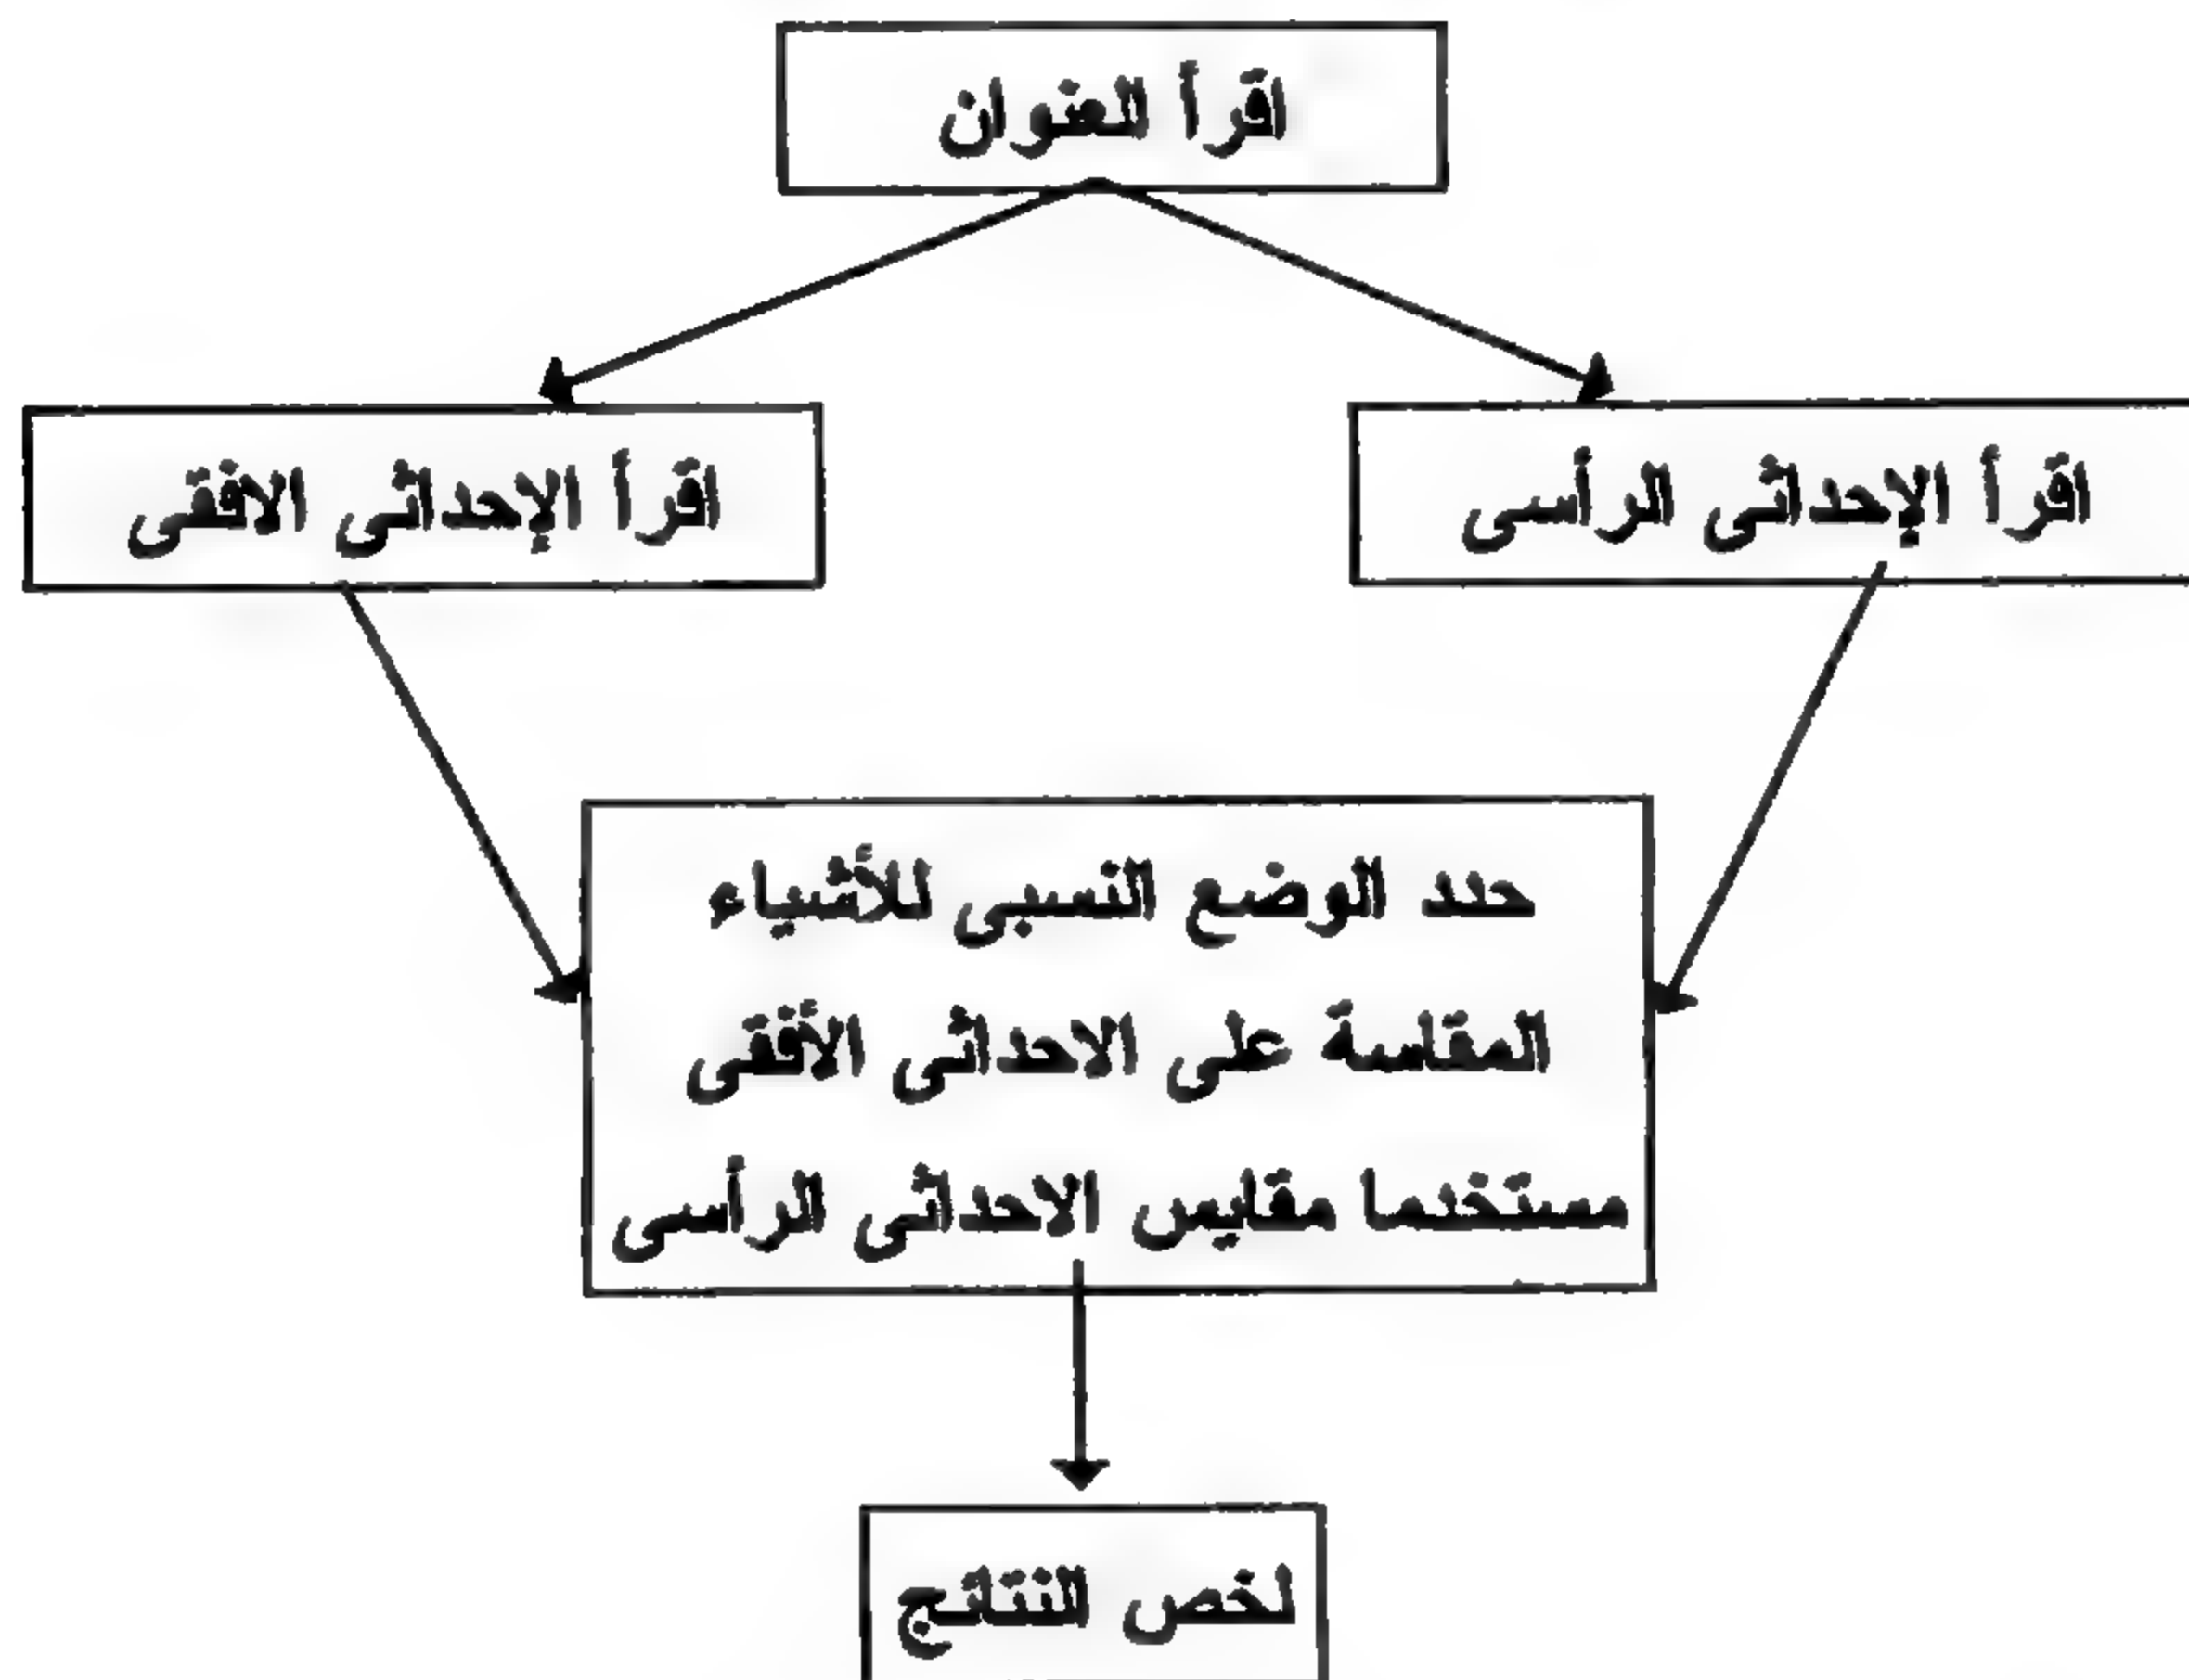 اقرأ العنوان
اقرأ الإحداثى الرأسى
اقرأ الإحداثى الافقى
حدد الوضع النسبى للأشياء
المقاسة على الاحداثى الأفقى
مستخدما مقايس الاحداثى الرأسى
لخص النتائج